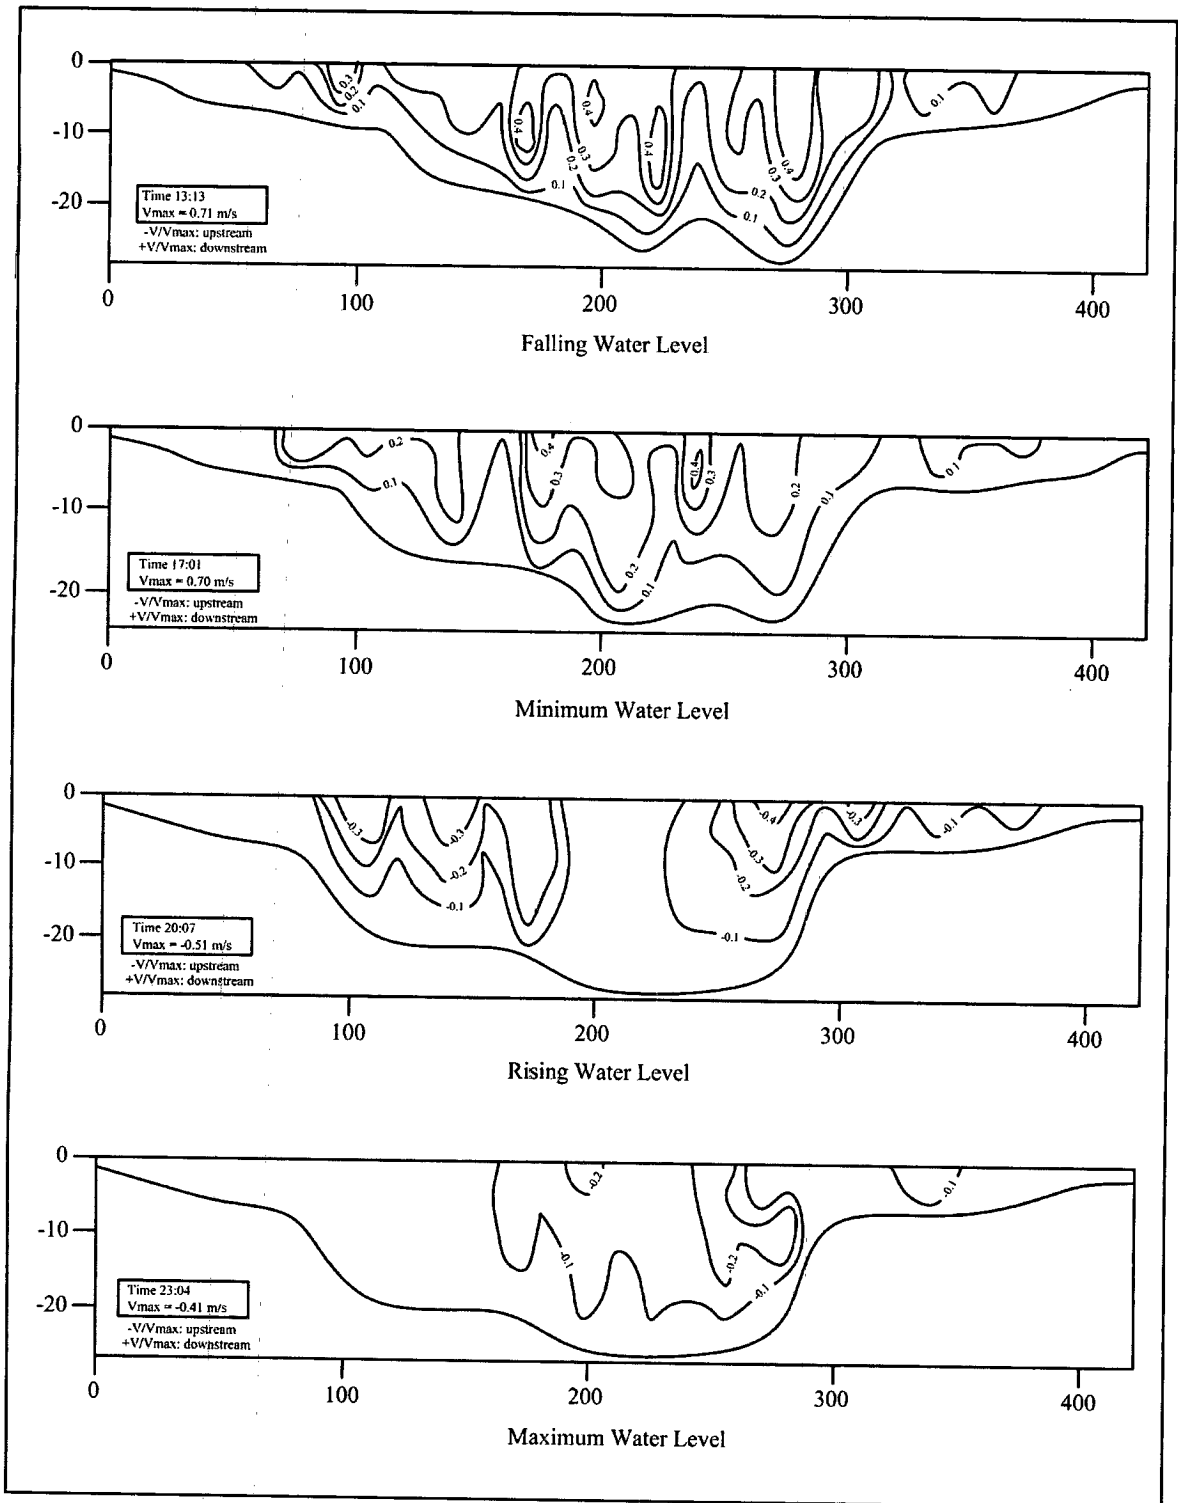 0
0.3
0.2
0.1
0.4
0.4
0.1
-10
0.4
0.3
0.2
0.4
0.3
0.1
0.2
0.1
-20
Time 13:13
Vmax = 0.71 m/s
-V/Vmax: upstream
+V/Vmax: downstream
0 100 200 300 400
Falling Water Level
0
0.2
0.4
0.3
0.4
0.3
0.1
0.1
0.2
0.1
-10
0.2
0.1
-20
Time 17:01
Vmax = 0.70 m/s
-V/Vmax: upstream
+V/Vmax: downstream
0 100 200 300 400
Minimum Water Level
0
-0.3
-0.3
-0.4
-0.3
-0.1
-0.3
-10
-0.2
-0.2
-0.1
-0.1
-20
Time 20:07
Vmax = -0.51 m/s
-V/Vmax: upstream
+V/Vmax: downstream
0 100 200 300 400
Rising Water Level
0
-0.2
-0.1
-10
-0.1
-0.2
-0.1
-20
Time 23:04
Vmax = -0.41 m/s
-V/Vmax: upstream
+V/Vmax: downstream
0 100 200 300 400
Maximum Water Level